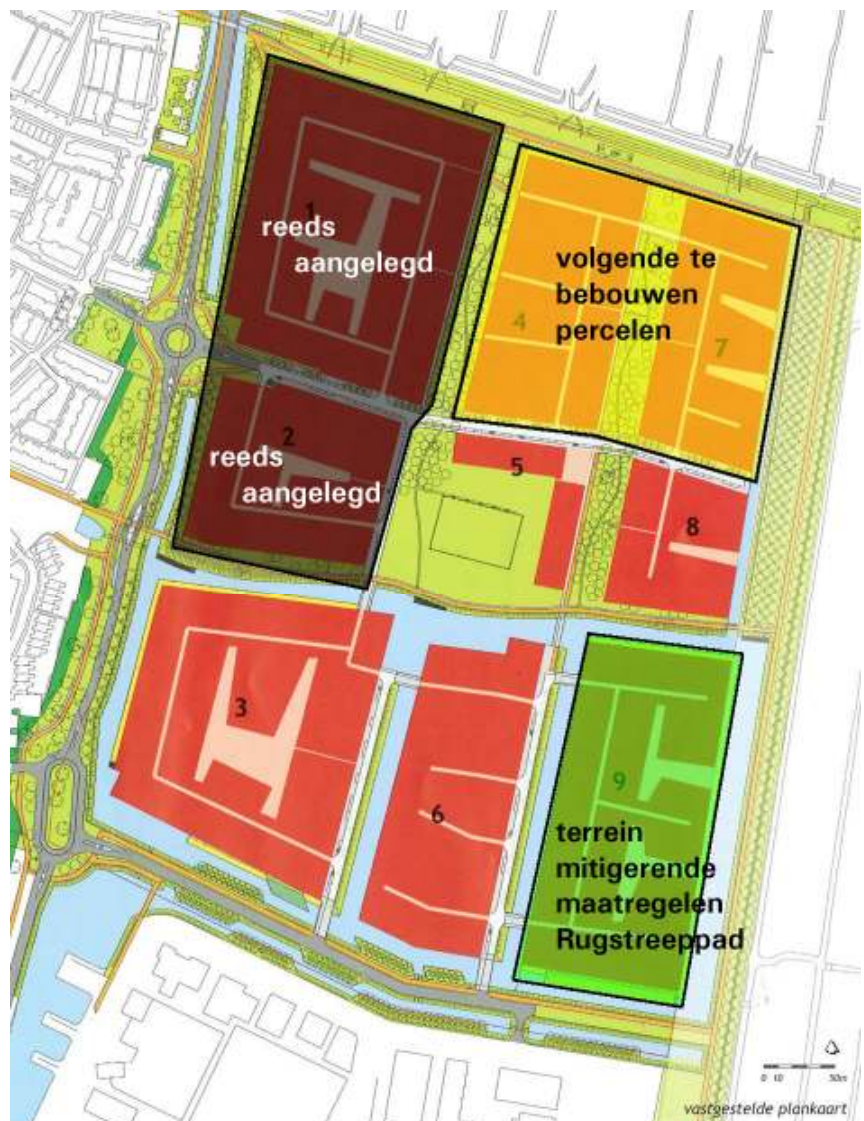 1
reeds
aangelegd
volgende te
bebouwen
percelen
4
7
2
reeds
aangelegd
5
8
3
6
9
terrein
mitigerende
maatregelen
Rugstreeppad
0 10 50m
vastgestelde plankaart